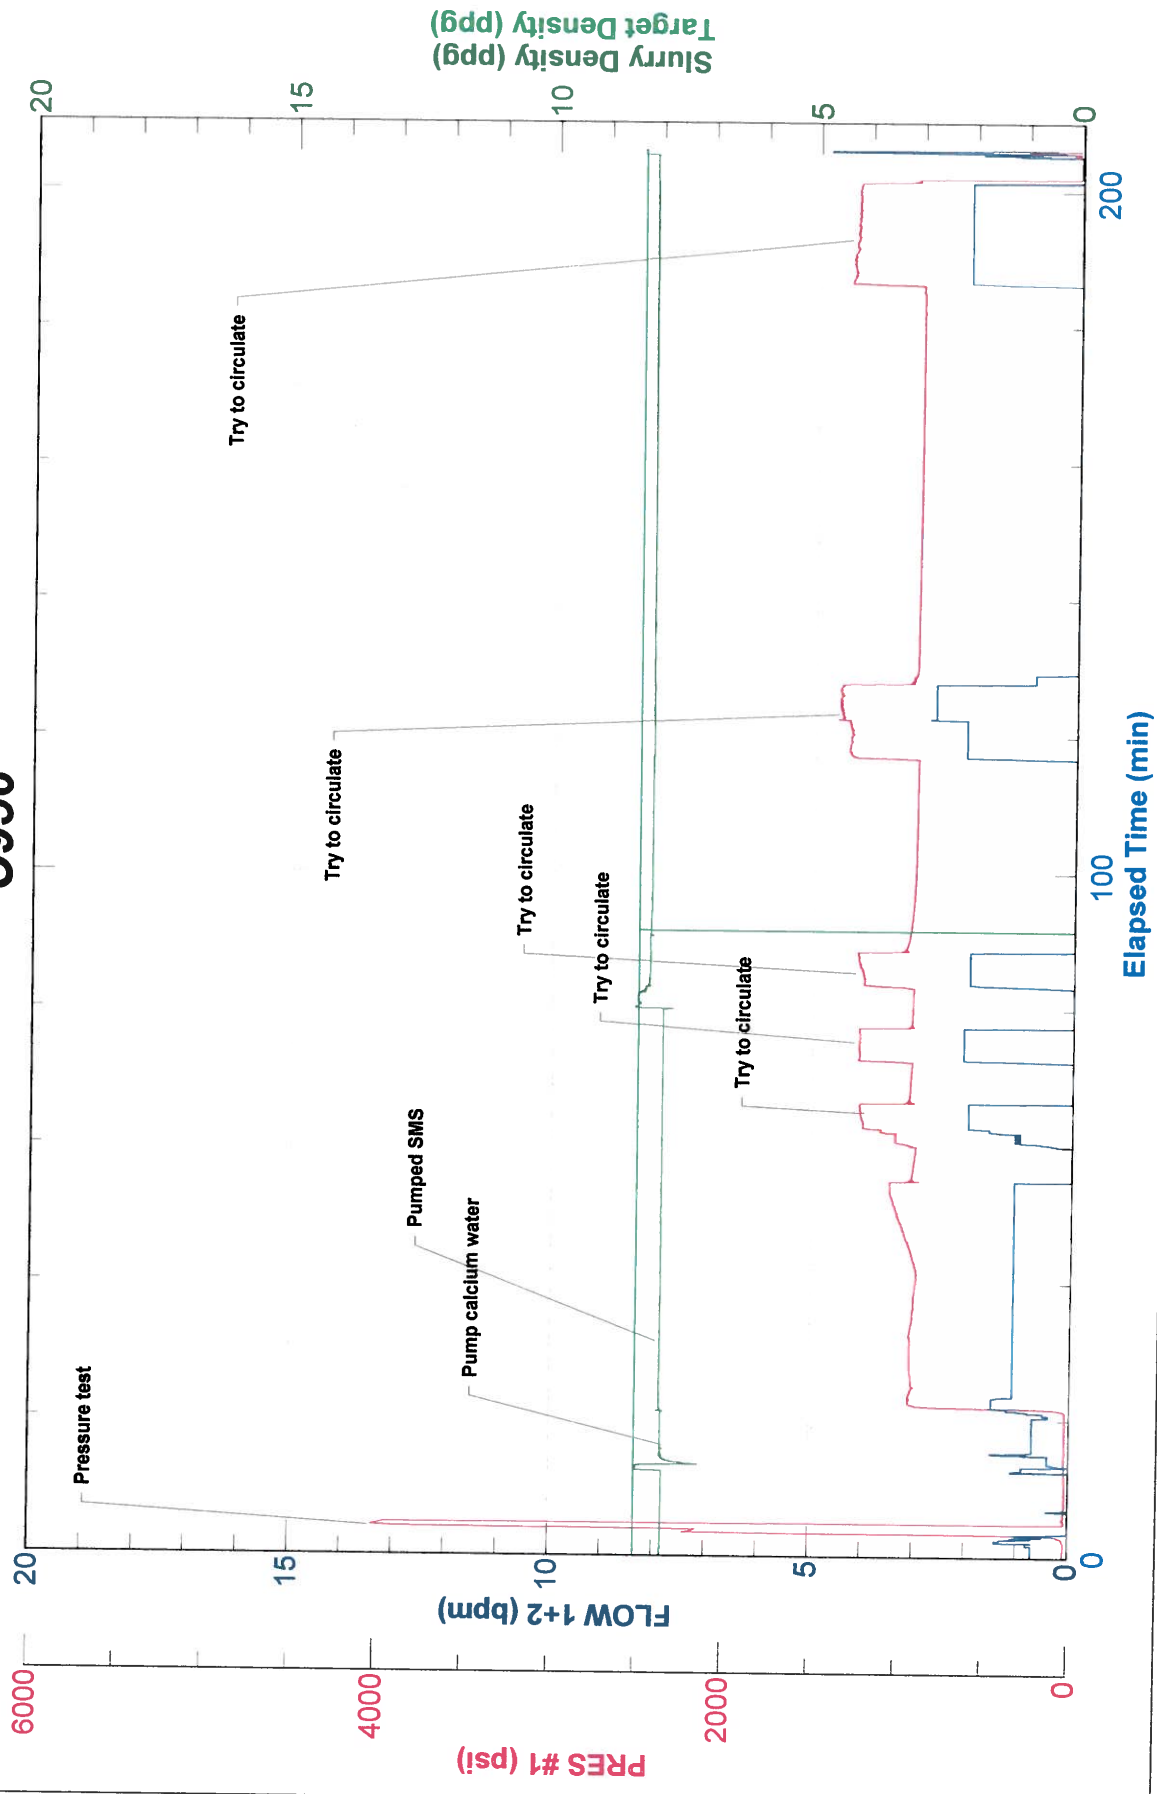 Pressure test
Pump calcium water
Pumped SMS
Try to circulate
Try to circulate
Try to circulate
Try to circulate
Try to circulate
PRES #1 (psi)
6000
4000
2000
0
FLOW 1+2 (bpm)
20
15
10
5
0
Slurry Density (ppg)
Target Density (ppg)
20
15
10
5
0
0
100
200
Elapsed Time (min)